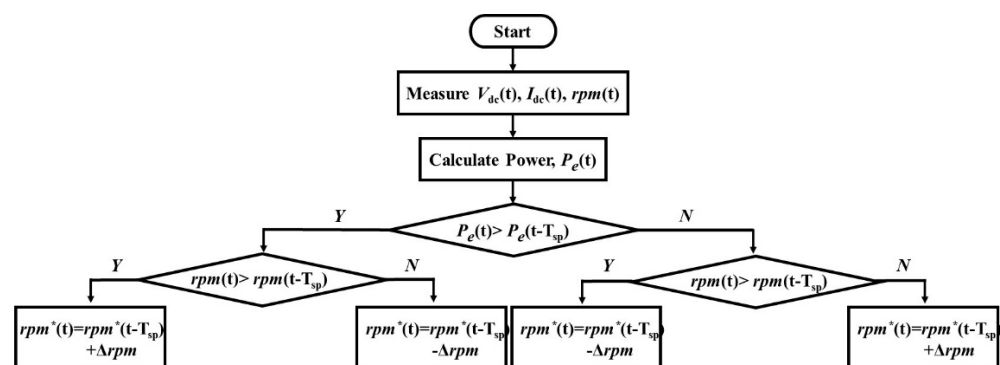 Start
Measure V_dc(t), I_dc(t), rpm(t)
Calculate Power, P_e(t)
Y
N
P_e(t)> P_e(t-T_sp)
Y
rpm(t)> rpm(t-T_sp)
N
Y
rpm(t)> rpm(t-T_sp)
N
rpm*(t)=rpm*(t-T_sp)
+Δrpm
rpm*(t)=rpm*(t-T_sp)
-Δrpm
rpm*(t)=rpm*(t-T_sp)
-Δrpm
rpm*(t)=rpm*(t-T_sp)
+Δrpm